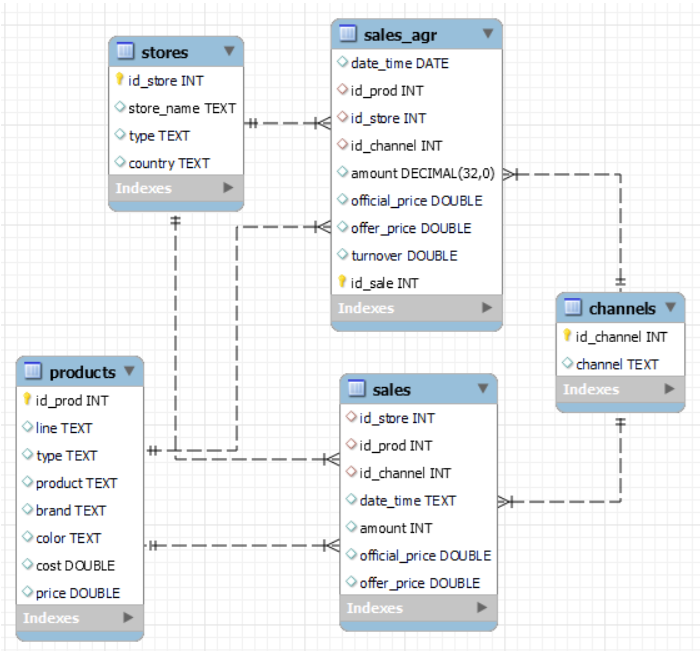 stores
id_store INT
store_name TEXT
type TEXT
country TEXT
Indexes
sales_agr
date_time DATE
id_prod INT
id_store INT
id_channel INT
amount DECIMAL(32,0)
official_price DOUBLE
offer_price DOUBLE
turnover DOUBLE
id_sale INT
Indexes
channels
id_channel INT
channel TEXT
Indexes
products
id_prod INT
line TEXT
type TEXT
product TEXT
brand TEXT
color TEXT
cost DOUBLE
price DOUBLE
Indexes
sales
id_store INT
id_prod INT
id_channel INT
date_time TEXT
amount INT
official_price DOUBLE
offer_price DOUBLE
Indexes